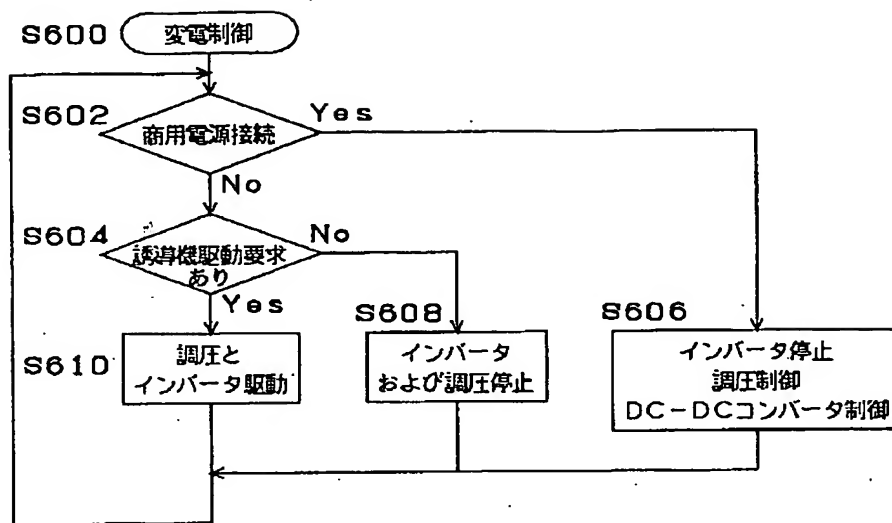 S600
変電制御
S602
商用電源接続
Yes
No
S604
誘導機駆動要求
あり
No
Yes
S610
調圧と
インバータ駆動
S608
インバータ
および調圧停止
S606
インバータ停止
調圧制御
DC-DCコンバータ制御